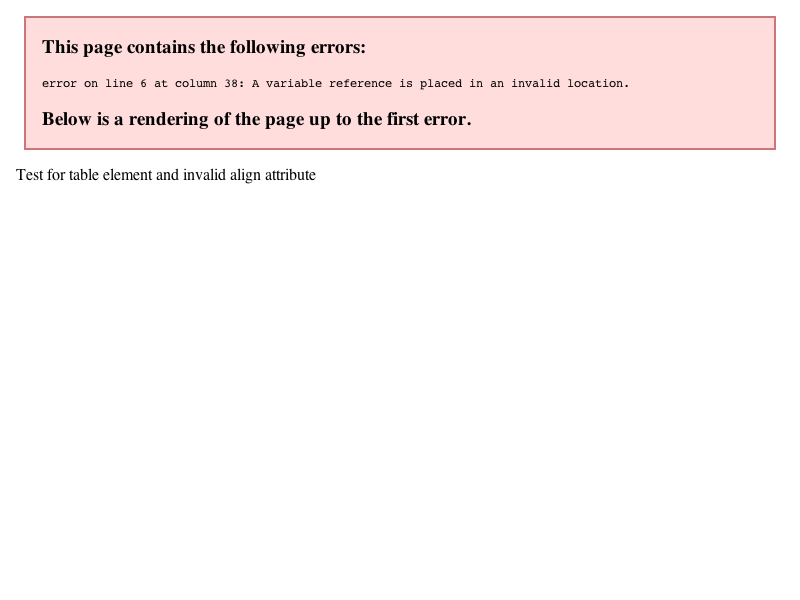 This page contains the following errors:
error on line 6 at column 38: A variable reference is placed in an invalid location.
Below is a rendering of the page up to the first error.
Test for table element and invalid align attribute